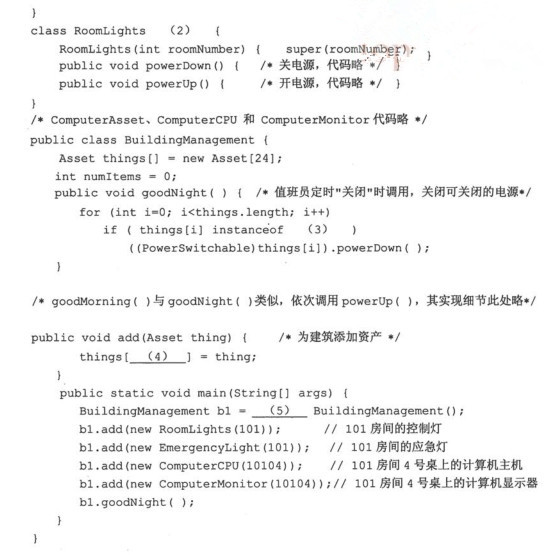 }
class RoomLights （2） {
RoomLights(int roomNumber) { super(roomNumber); }
public void powerDown() { /* 关电源，代码略 */ }
public void powerUp() { /* 开电源，代码略 */ }
}
/* ComputerAsset、ComputerCPU 和 ComputerMonitor 代码略 */
public class BuildingManagement {
Asset things[] = new Asset[24];
int numItems = 0;
public void goodNight( ) { /* 值班员定时"关闭"时调用，关闭可关闭的电源*/
for (int i=0; i<things.length; i++)
if ( things[i] instanceof （3） )
((PowerSwitchable)things[i]).powerDown( );
}
/* goodMorning( )与goodNight( )类似，依次调用 powerUp( )，其实现细节此处略*/
public void add(Asset thing) { /* 为建筑添加资产 */
things[ （4） ] = thing;
}
public static void main(String[] args) {
BuildingManagement b1 = （5） BuildingManagement();
b1.add(new RoomLights(101)); // 101 房间的控制灯
b1.add(new EmergencyLight(101)); // 101 房间的应急灯
b1.add(new ComputerCPU(10104)); // 101 房间 4 号桌上的计算机主机
b1.add(new ComputerMonitor(10104));// 101 房间 4 号桌上的计算机显示器
b1.goodNight( );
}
}